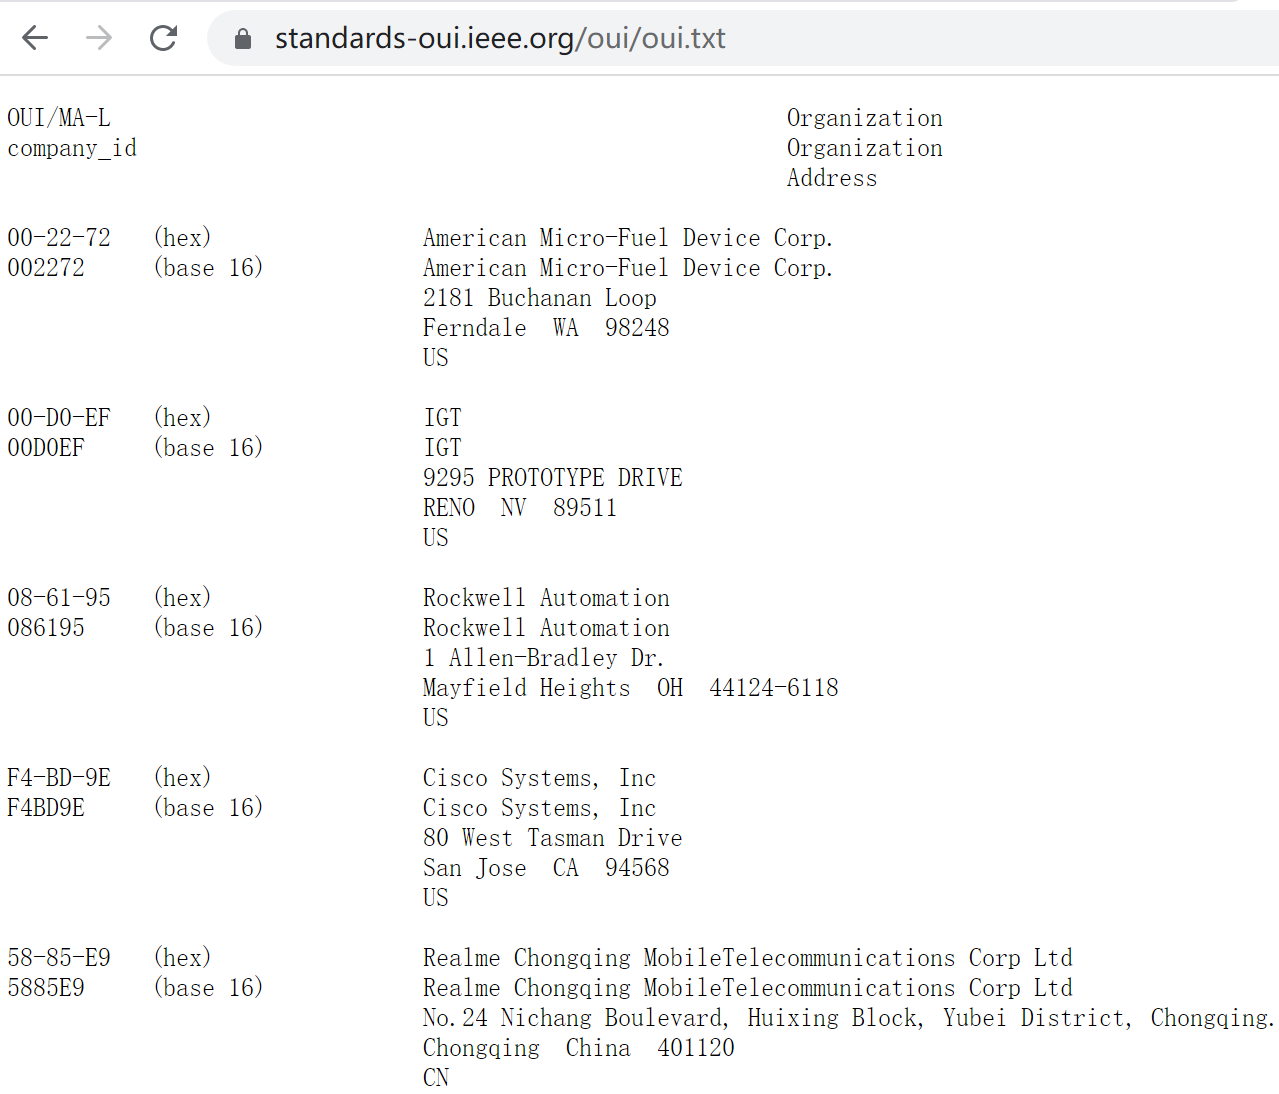 standards-oui.ieee.org/oui/oui.txt
OUI/MA-L Organization
company_id Organization
Address
00-22-72 (hex) American Micro-Fuel Device Corp.
002272 (base 16) American Micro-Fuel Device Corp.
2181 Buchanan Loop
Ferndale WA 98248
US
00-D0-EF (hex) IGT
00D0EF (base 16) IGT
9295 PROTOTYPE DRIVE
RENO NV 89511
US
08-61-95 (hex) Rockwell Automation
086195 (base 16) Rockwell Automation
1 Allen-Bradley Dr.
Mayfield Heights OH 44124-6118
US
F4-BD-9E (hex) Cisco Systems, Inc
F4BD9E (base 16) Cisco Systems, Inc
80 West Tasman Drive
San Jose CA 94568
US
58-85-E9 (hex) Realme Chongqing MobileTelecommunications Corp Ltd
5885E9 (base 16) Realme Chongqing MobileTelecommunications Corp Ltd
No.24 Nichang Boulevard, Huixing Block, Yubei District, Chongqing.
Chongqing China 401120
CN